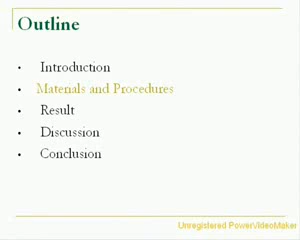 Outline
• Introduction
• Materials and Procedures
• Result
• Discussion
• Conclusion
Unregistered PowerVideoMaker